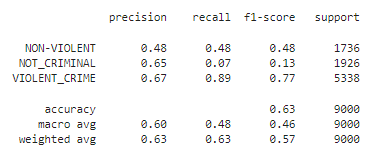 precision recall f1-score support
NON-VIOLENT 0.48 0.48 0.48 1736
NOT_CRIMINAL 0.65 0.07 0.13 1926
VIOLENT_CRIME 0.67 0.89 0.77 5338
accuracy 0.63 9000
macro avg 0.60 0.48 0.46 9000
weighted avg 0.63 0.63 0.57 9000